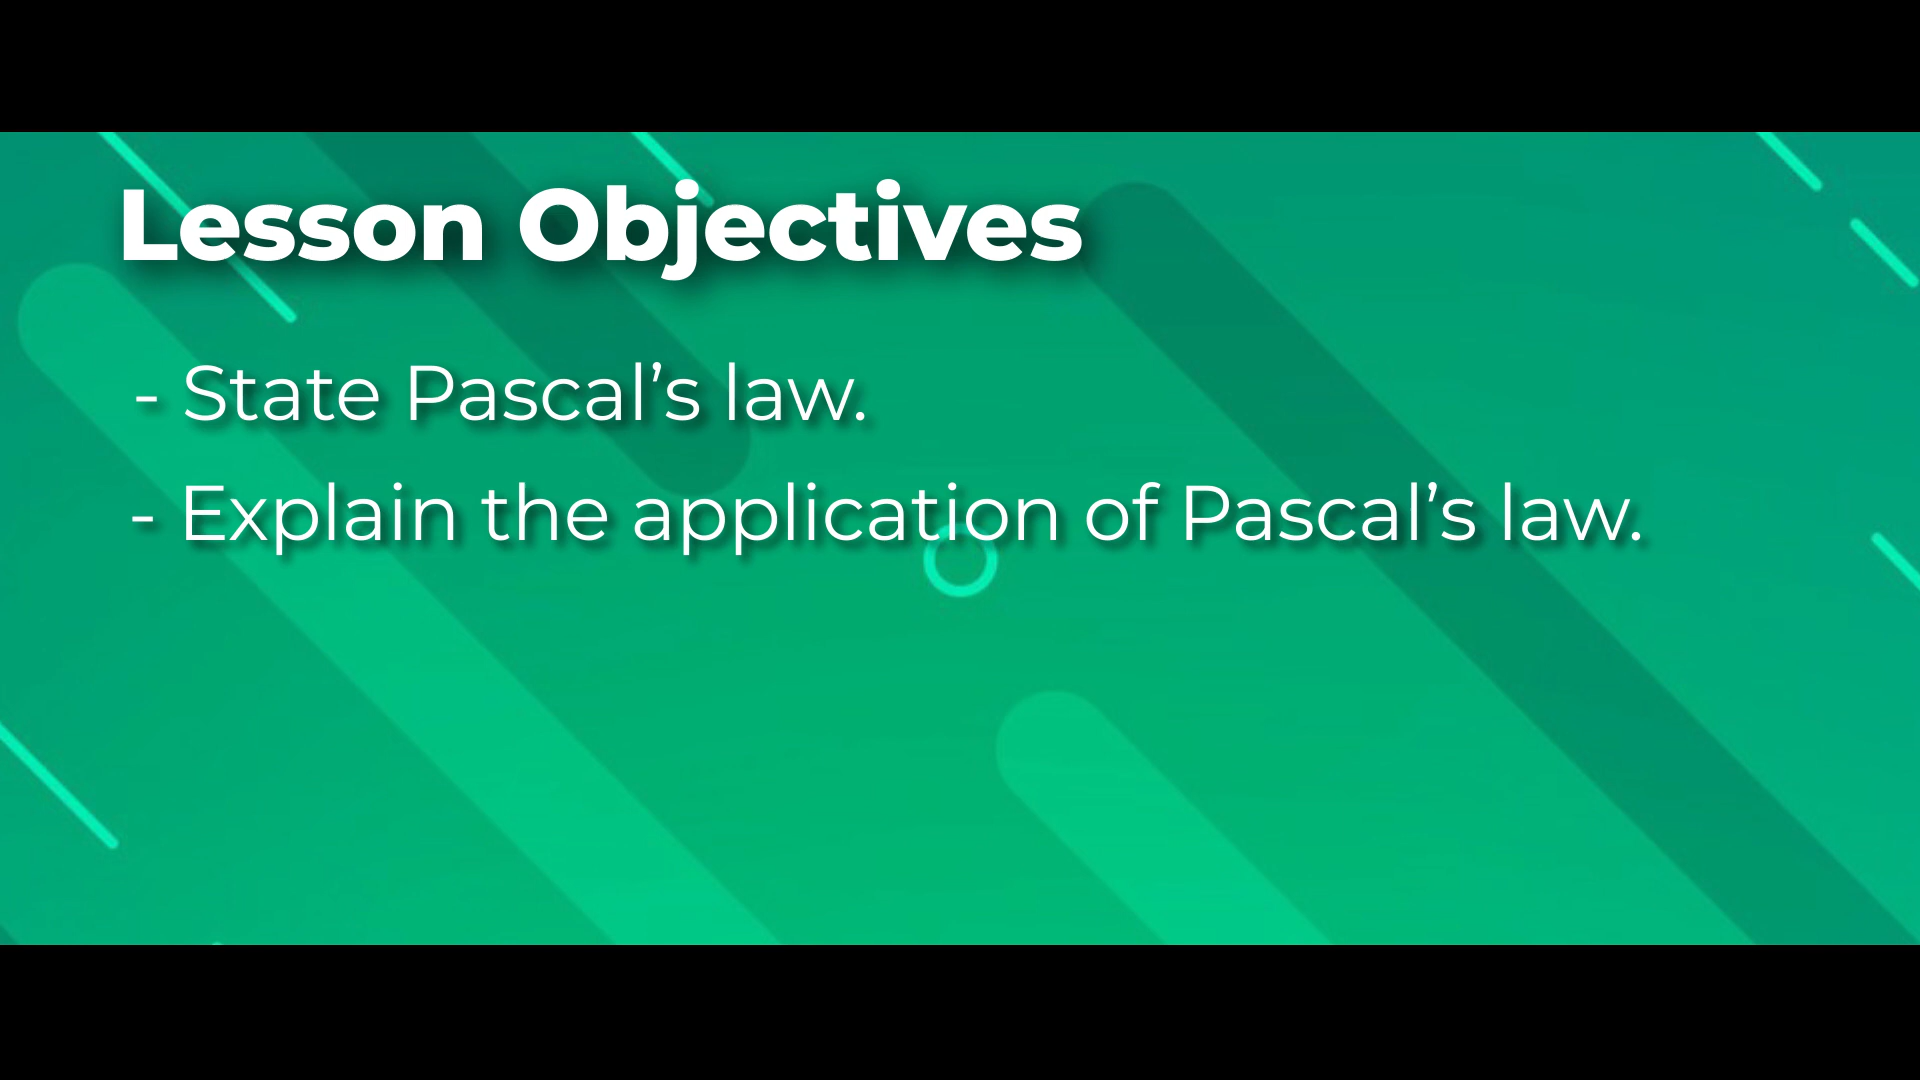 Lesson Objectives
- State Pascal’s law.
- Explain the application of Pascal’s law.